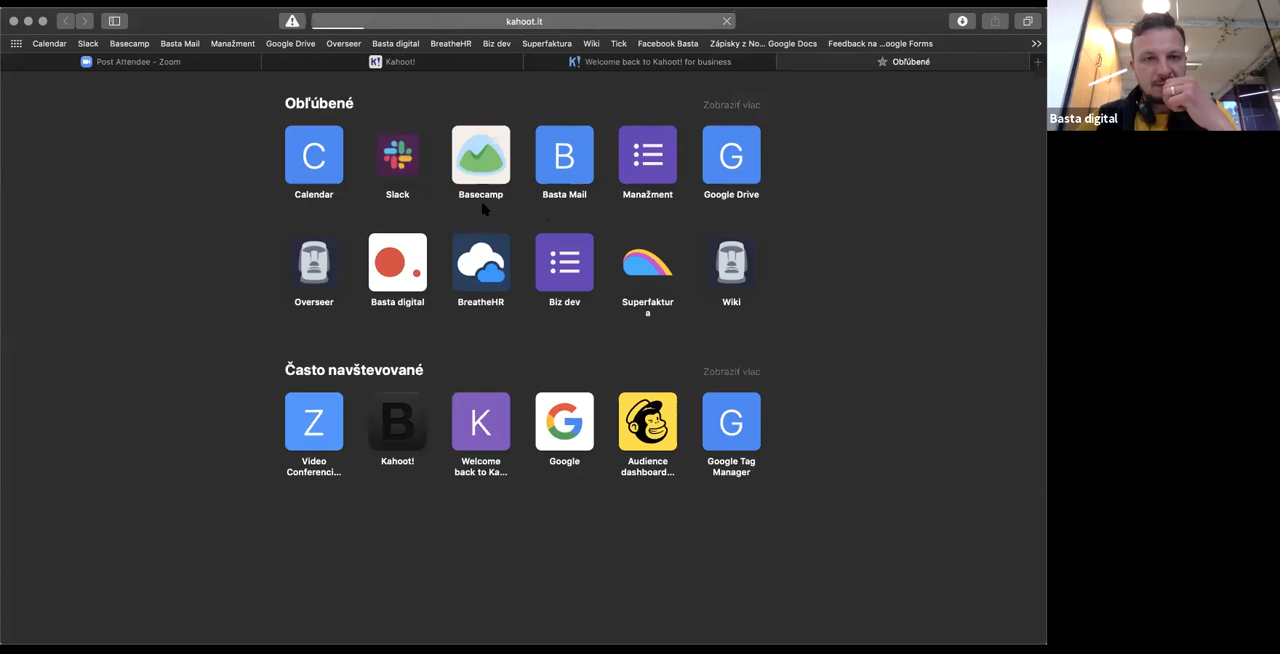 kahoot.it
Calendar Slack Basecamp Basta Mail Manažment Google Drive Overseer Basta digital BreatheHR Biz dev Superfaktura Wiki Tick Facebook Basta Zápisky z No... Google Docs Feedback na ...oogle Forms
Post Attendee - Zoom K! Kahoot! K! Welcome back to Kahoot! for business Obľúbené
Basta digital
Obľúbené Zobraziť viac
C B G
Calendar Slack Basecamp Basta Mail Manažment Google Drive
Overseer Basta digital BreatheHR Biz dev Superfaktur Wiki
a
Často navštevované Zobraziť viac
Z B K G G
Video Kahoot! Welcome Google Audience Google Tag
Conferenci... back to Ka... dashboard... Manager